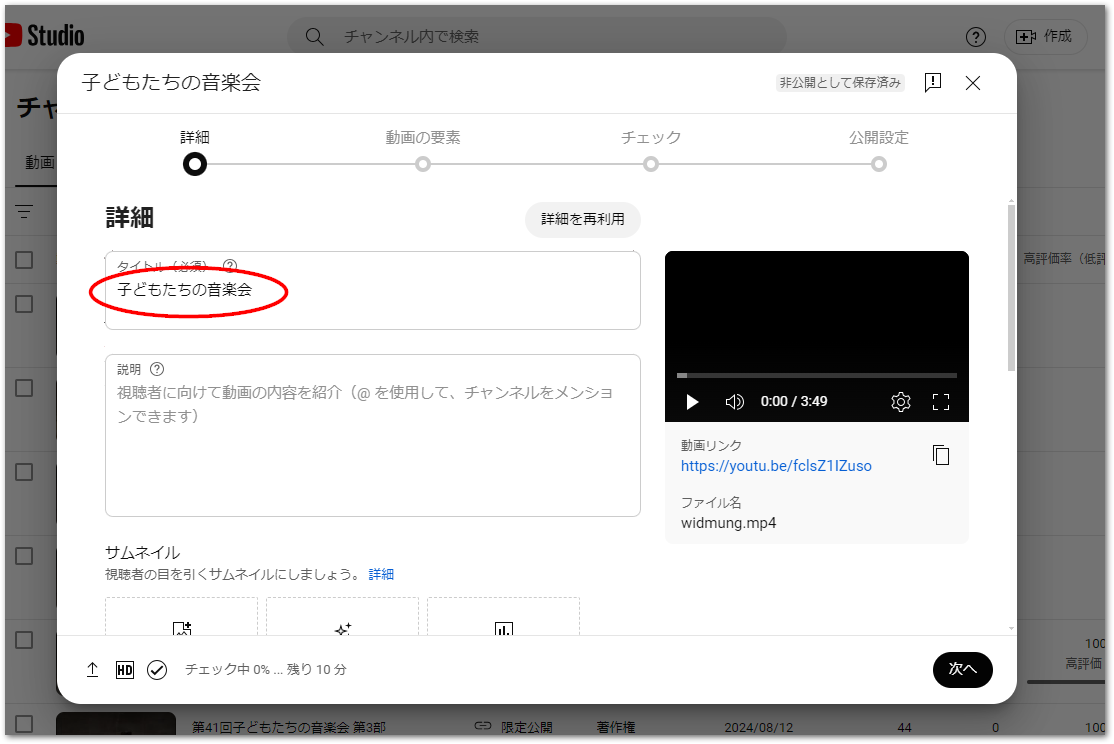 Studio
チャンネル内で検索
作成
子どもたちの音楽会
非公開として保存済み
チャ
動画
詳細
動画の要素
チェック
公開設定
詳細
詳細を再利用
タイトル（必須）
子どもたちの音楽会
高評価率（低評
説明
視聴者に向けて動画の内容を紹介（@ を使用して、チャンネルをメンショ
ンできます）
0:00 / 3:49
動画リンク
https://youtu.be/fclsZ1IZuso
ファイル名
widmung.mp4
サムネイル
視聴者の目を引くサムネイルにしましょう。 詳細
100
高評価
HD
チェック中 0% ... 残り 10 分
次へ
第41回子どもたちの音楽会 第3部
限定公開
著作権
2024/08/12
44
0
100